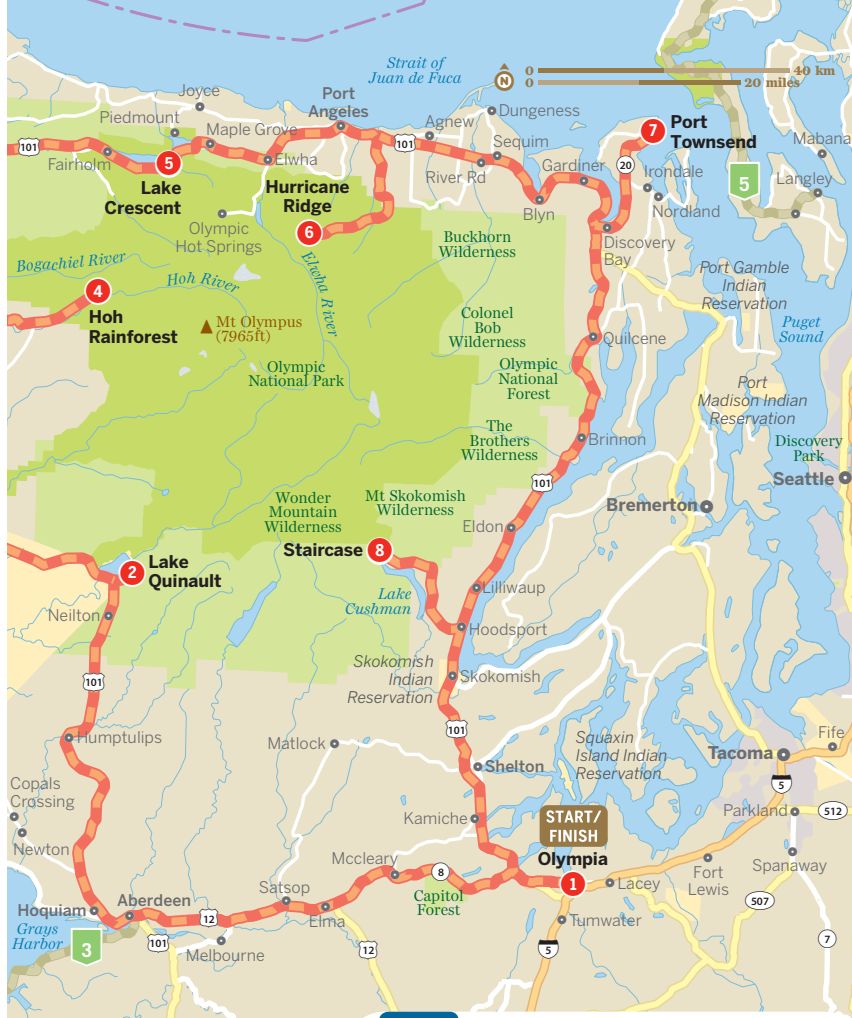 Strait of
Juan de Fuca
0 40 km
0 20 miles
N
Joyce
Piedmount
Port
Angeles
Maple Grove
Agnew
Dungeness
7
Port
Townsend
101
Fairholm
5
Lake
Crescent
Elwha
101
Sequim
River Rd
Gardiner
20
Irondale
Nordland
Mabana
Langley
5
Hurricane
Ridge
6
Olympic
Hot Springs
Blyn
Discovery
Bay
Buckhorn
Wilderness
Bogachiel River
Hoh River
Elwha River
4
Hoh
Rainforest
Mt Olympus
(7965ft)
Port Gamble
Indian
Reservation
Puget
Sound
Colonel
Bob
Wilderness
Quilcene
Olympic
National Park
Olympic
National
Forest
Port
Madison Indian
Reservation
The
Brothers
Wilderness
Brinnon
Discovery
Park
Seattle
101
Wonder
Mountain
Wilderness
Mt Skokomish
Wilderness
Bremerton
Eldon
Staircase
8
2
Lake
Quinault
Lake
Cushman
Lilliwaup
Neilton
Hoodsport
Skokomish
Indian
Reservation
Skokomish
101
101
Humptulips
Matlock
Squaxin
Island Indian
Reservation
Tacoma
Fife
Shelton
5
Copals
Crossing
Newton
Kamiche
START/
FINISH
Olympia
1
Parkland
512
Mccleary
8
Lacey
Fort
Lewis
Spanaway
Satsop
Capitol
Forest
507
Hoquiam
Aberdeen
12
Elma
Tumwater
Grays
Harbor
3
101
Melbourne
12
5
7